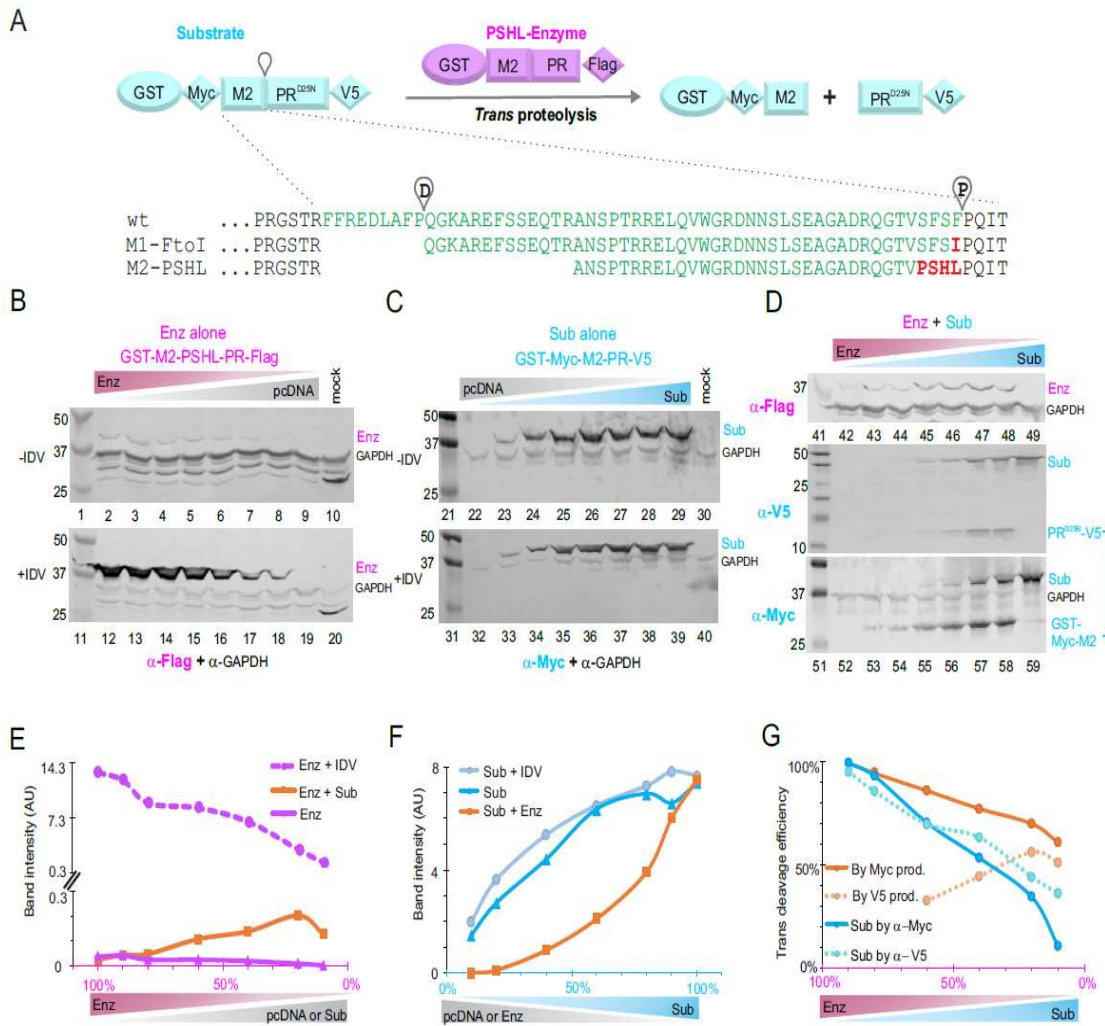 A
Substrate
PSHL-Enzyme
GST Myc M2 PR^D25N V5
GST M2 PR Flag
Trans proteolysis
GST Myc M2 + PR^D25N V5
D P
wt ...PRGSTRFFREDLAFPQGKAREFSSEQTRANSPTRRELQVWGRDNNSLSEAGADRQGTVSFSFPQIT
M1-FtoI ...PRGSTR QGKAREFSSEQTRANSPTRRELQVWGRDNNSLSEAGADRQGTVSFSIPQIT
M2-PSHL ...PRGSTR ANSPTRRELQVWGRDNNSLSEAGADRQGTVPSHLPQIT
B
Enz alone
GST-M2-PSHL-PR-Flag
Enz pcDNA mock
50
37
25
-IDV
Enz
GAPDH
1 2 3 4 5 6 7 8 9 10
50
37
25
+IDV
Enz
GAPDH
11 12 13 14 15 16 17 18 19 20
α-Flag + α-GAPDH
C
Sub alone
GST-Myc-M2-PR-V5
pcDNA Sub mock
50
37
25
-IDV
Sub
GAPDH
21 22 23 24 25 26 27 28 29 30
50
37
25
+IDV
Sub
GAPDH
31 32 33 34 35 36 37 38 39 40
α-Myc + α-GAPDH
D
Enz + Sub
Enz Sub
37
α-Flag
Enz
GAPDH
41 42 43 44 45 46 47 48 49
50
25
10
α-V5
Sub
PR^D25N-V5
37
25
α-Myc
Sub
GAPDH
GST-
Myc-M2
51 52 53 54 55 56 57 58 59
E
Band intensity (AU)
14.3
7.3
0.3
0.3
0
Enz + IDV
Enz + Sub
Enz
100% 50% 0%
Enz pcDNA or Sub
F
Band intensity (AU)
8
4
0
Sub + IDV
Sub
Sub + Enz
0 50% 100%
pcDNA or Enz Sub
G
Trans cleavage efficiency
100%
50%
0%
By Myc prod.
By V5 prod.
Sub by α-Myc
Sub by α-V5
100% 50% 0%
Enz Sub